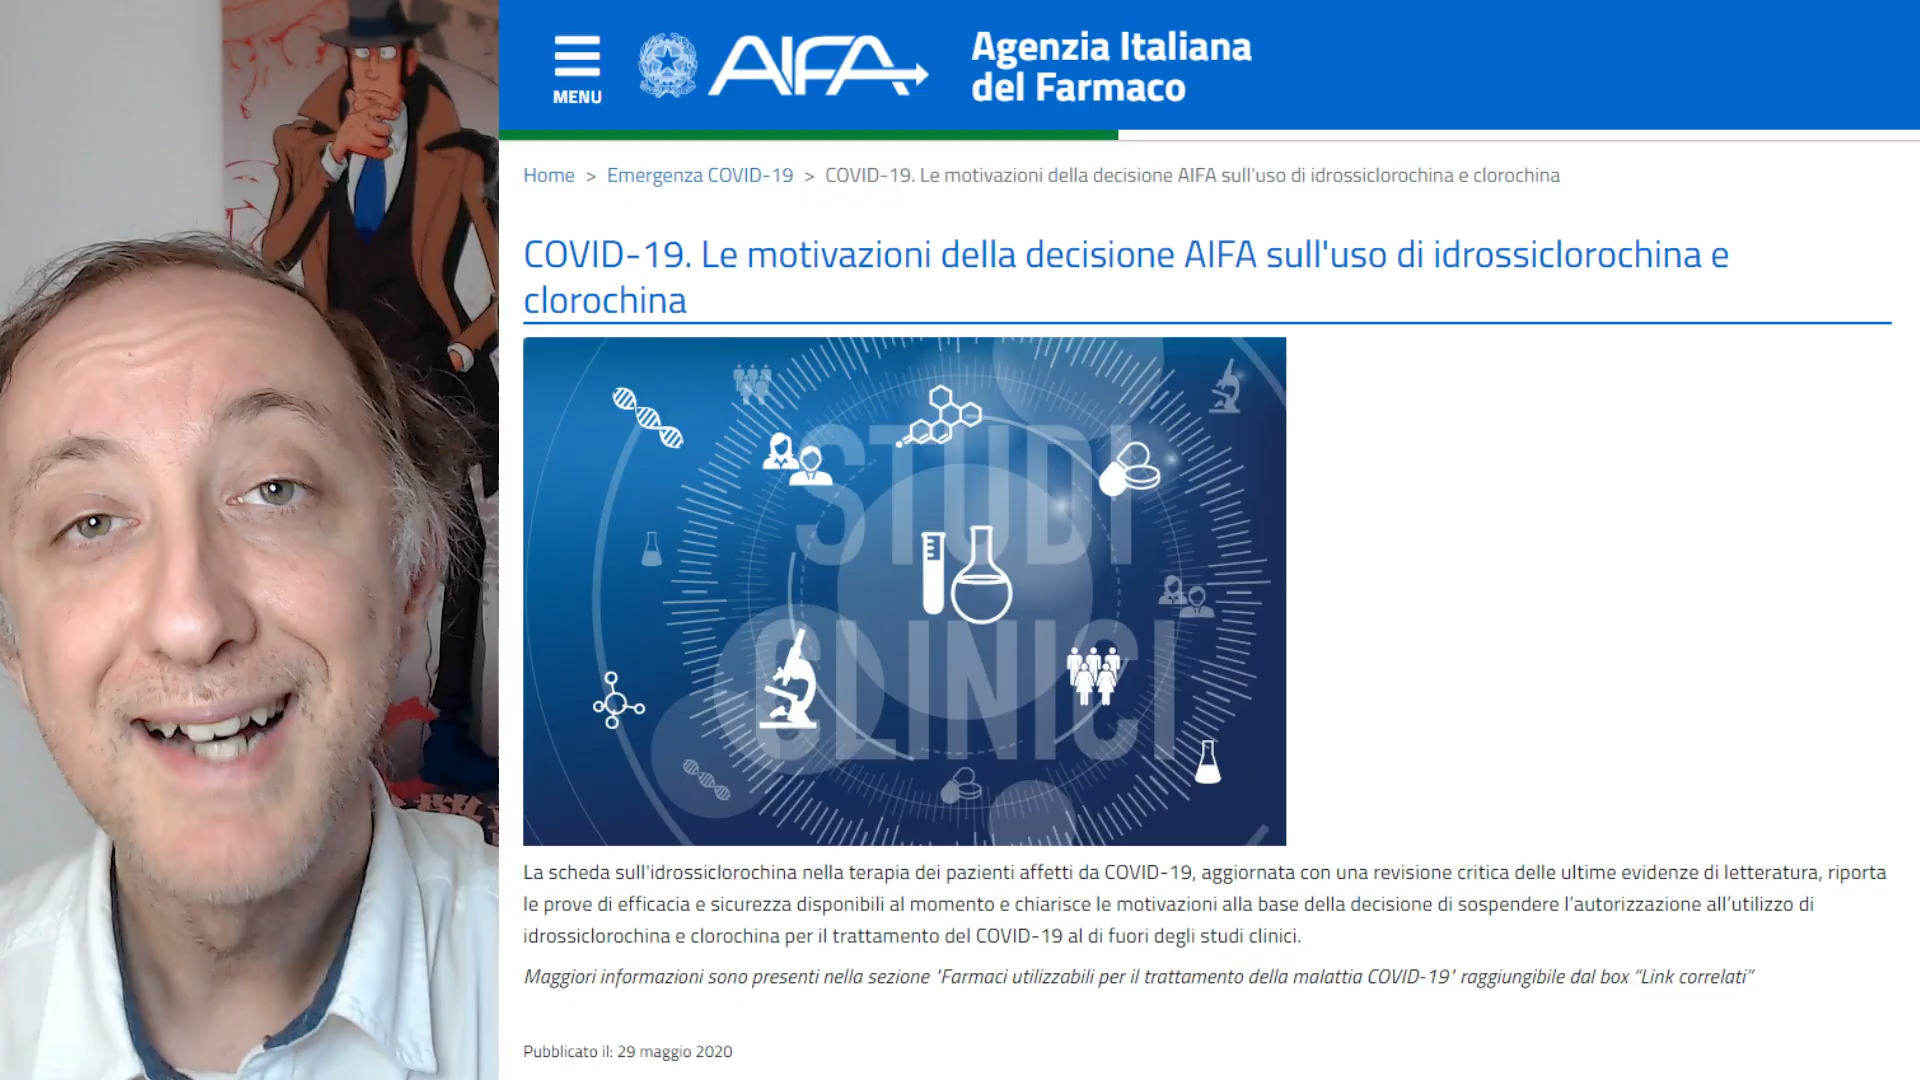 MENU
AIFA
Agenzia Italiana
del Farmaco
Home > Emergenza COVID-19 > COVID-19. Le motivazioni della decisione AIFA sull'uso di idrossiclorochina e clorochina
COVID-19. Le motivazioni della decisione AIFA sull'uso di idrossiclorochina e
clorochina
STUDI
CLINICI
La scheda sull'idrossiclorochina nella terapia dei pazienti affetti da COVID-19, aggiornata con una revisione critica delle ultime evidenze di letteratura, riporta
le prove di efficacia e sicurezza disponibili al momento e chiarisce le motivazioni alla base della decisione di sospendere l’autorizzazione all’utilizzo di
idrossiclorochina e clorochina per il trattamento del COVID-19 al di fuori degli studi clinici.
Maggiori informazioni sono presenti nella sezione 'Farmaci utilizzabili per il trattamento della malattia COVID-19' raggiungibile dal box “Link correlati”
Pubblicato il: 29 maggio 2020